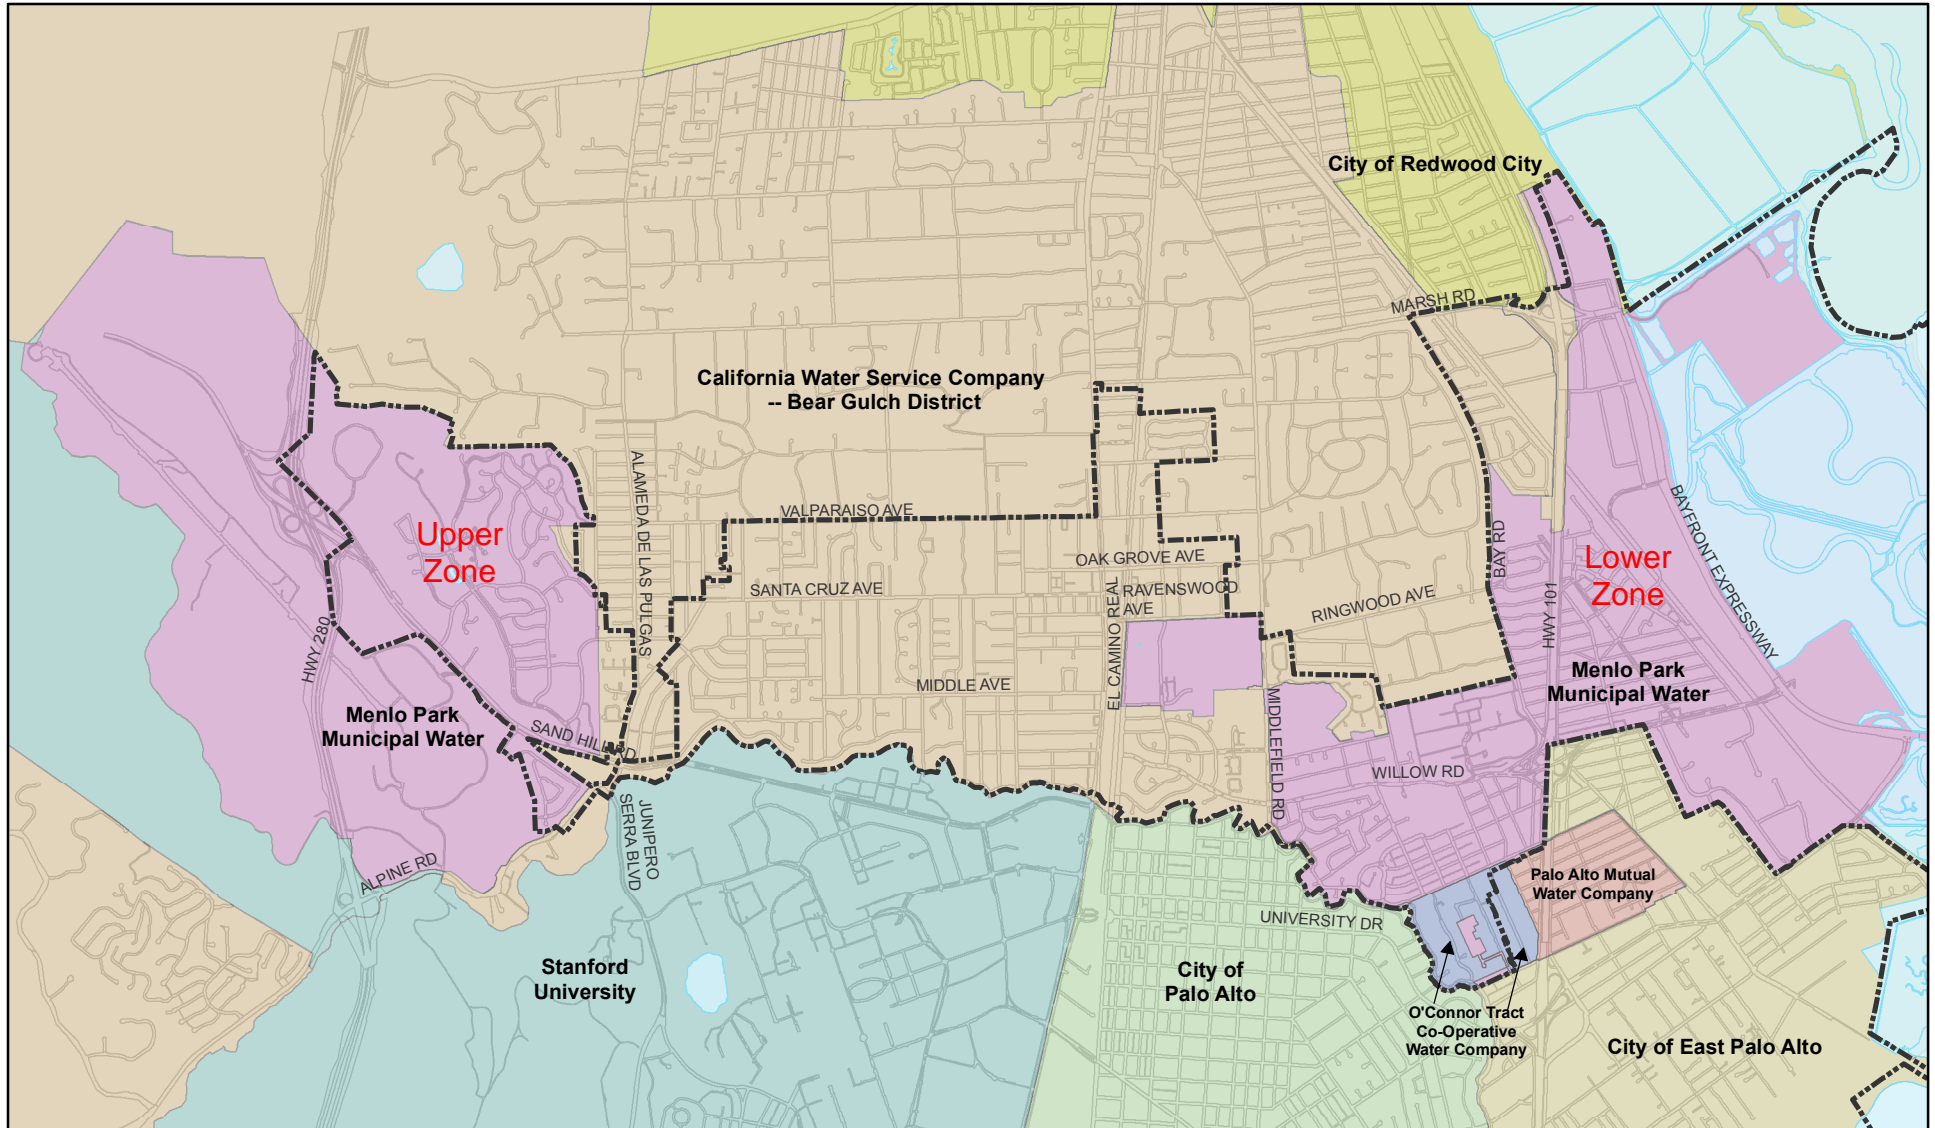 City of Redwood City
MARSH RD
California Water Service Company
-- Bear Gulch District
ALAMEDA DE LAS PULGAS
VALPARAISO AVE
Upper
Zone
OAK GROVE AVE
BAY RD
Lower
Zone
BAYFRONT EXPRESSWAY
SANTA CRUZ AVE
EL CAMINO REAL
RAVENSWOOD
AVE
RINGWOOD AVE
HWY 101
HWY 280
MIDDLE AVE
Menlo Park
Municipal Water
Menlo Park
Municipal Water
SAND HILL RD
MIDDLEFIELD RD
WILLOW RD
JUNIPERO
SERRA BLVD
ALPINE RD
Palo Alto Mutual
Water Company
UNIVERSITY DR
Stanford
University
City of
Palo Alto
O'Connor Tract
Co-Operative
Water Company
City of East Palo Alto